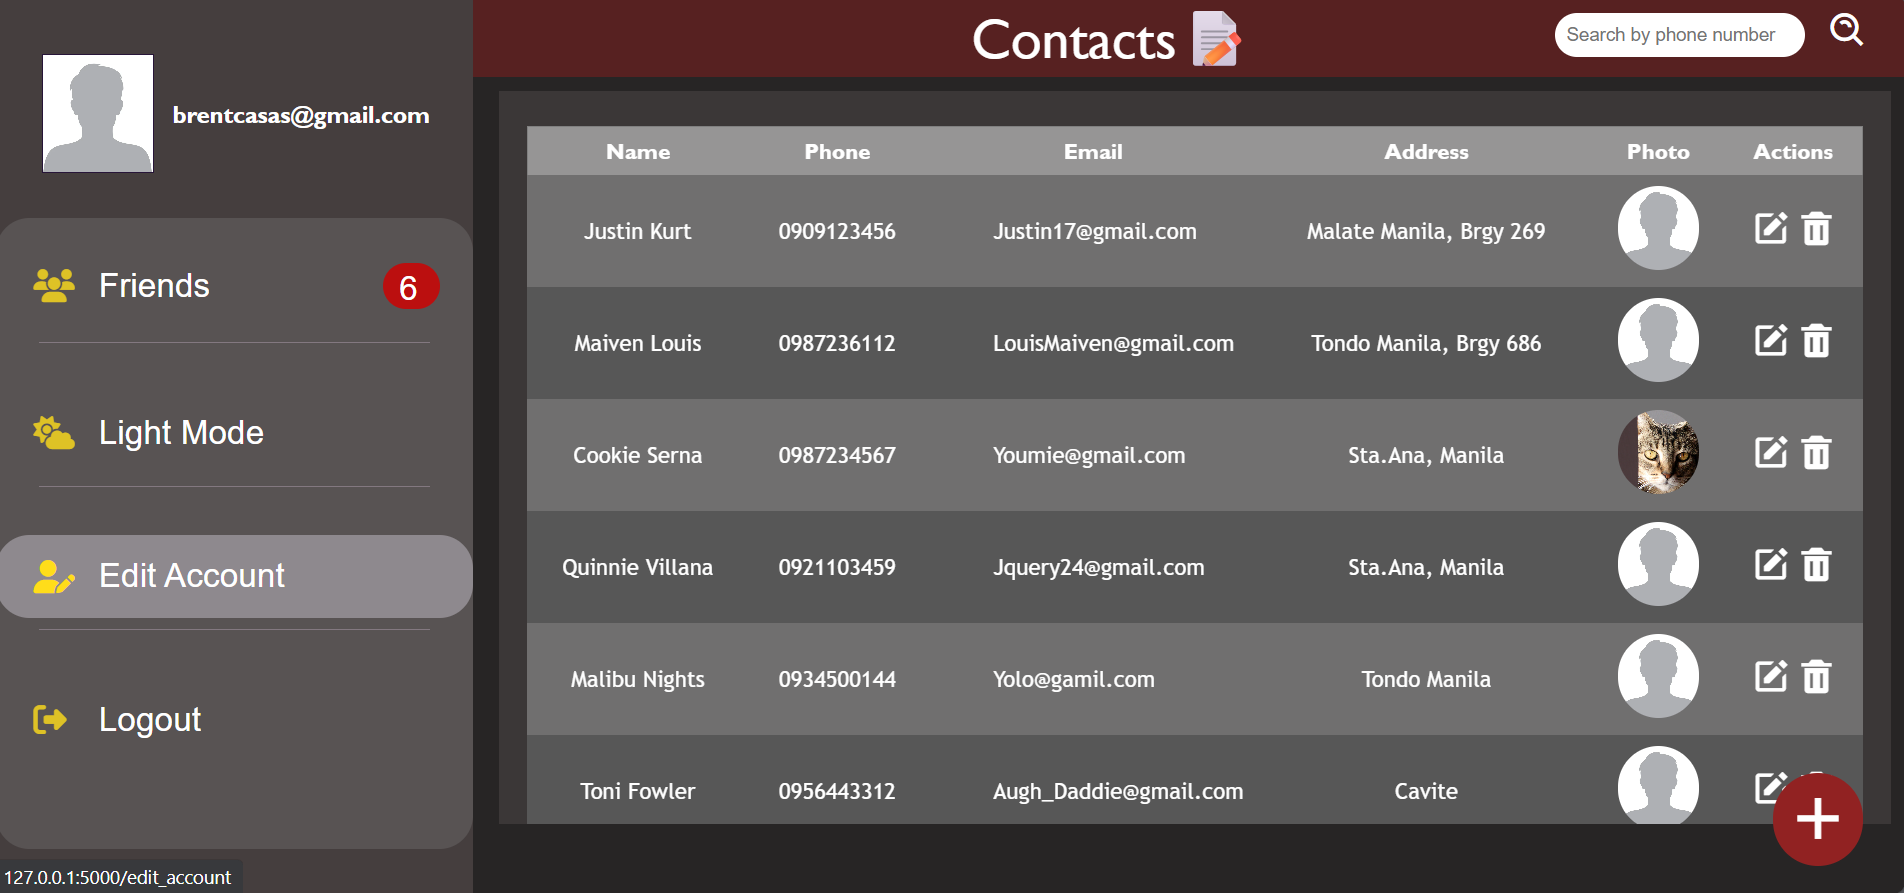 brentcasas@gmail.com
Friends 6
Light Mode
Edit Account
Logout
127.0.0.1:5000/edit_account
Contacts
Search by phone number
Name Phone Email Address Photo Actions
Justin Kurt 0909123456 Justin17@gmail.com Malate Manila, Brgy 269
Maiven Louis 0987236112 LouisMaiven@gmail.com Tondo Manila, Brgy 686
Cookie Serna 0987234567 Youmie@gmail.com Sta.Ana, Manila
Quinnie Villana 0921103459 Jquery24@gmail.com Sta.Ana, Manila
Malibu Nights 0934500144 Yolo@gamil.com Tondo Manila
Toni Fowler 0956443312 Augh_Daddie@gmail.com Cavite